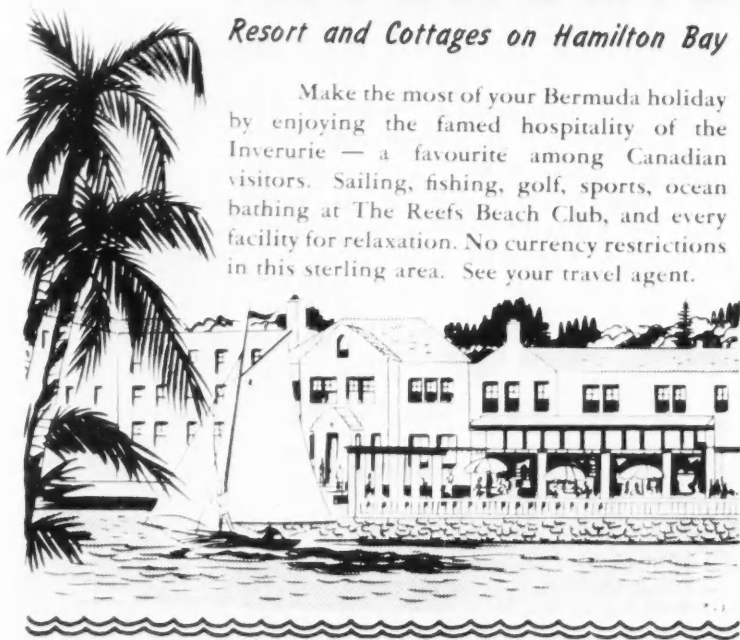 Resort and Cottages on Hamilton Bay
Make the most of your Bermuda holiday
by enjoying the famed hospitality of the
Inverurie — a favourite among Canadian
visitors. Sailing, fishing, golf, sports, ocean
bathing at The Reefs Beach Club, and every
facility for relaxation. No currency restrictions
in this sterling area. See your travel agent.